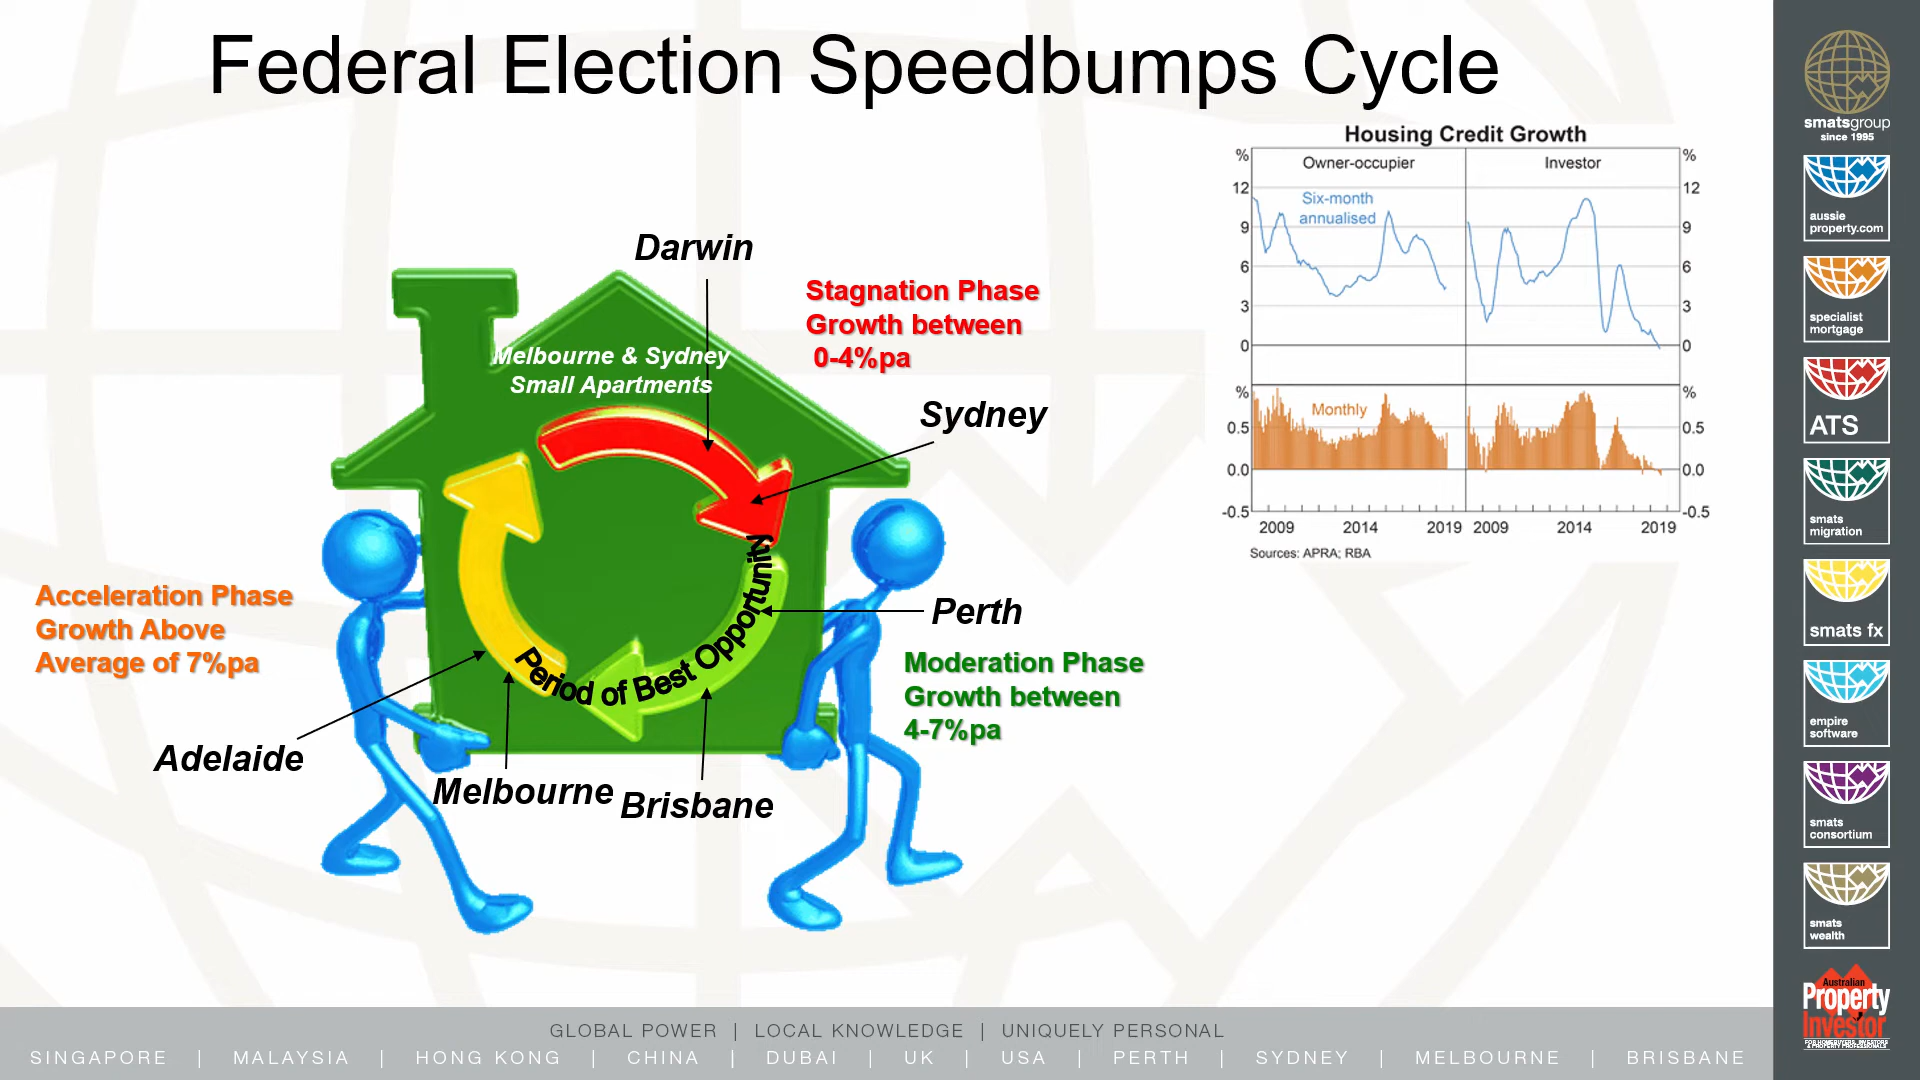 Federal Election Speedbumps Cycle
Housing Credit Growth
% Owner-occupier Investor %
12 Six-month 12
annualised
9 9
6 6
3 3
0 0
% Monthly %
0.5 0.5
0.0 0.0
-0.5 -0.5
2009 2014 2019 2009 2014 2019
Sources: APRA; RBA
Darwin
Stagnation Phase
Growth between
0-4%pa
Melbourne & Sydney
Small Apartments
Sydney
Perth
Moderation Phase
Growth between
4-7%pa
Period of Best Opportunity
Acceleration Phase
Growth Above
Average of 7%pa
Adelaide
Melbourne
Brisbane
smatsgroup
since 1995
aussie
property.com
specialist
mortgage
ATS
smats
migration
smats fx
empire
software
smats
consortium
smats
wealth
Australian
Property
Investor
FOR HOMEBUYERS, INVESTORS
& PROPERTY PROFESSIONALS
GLOBAL POWER | LOCAL KNOWLEDGE | UNIQUELY PERSONAL
SINGAPORE | MALAYSIA | HONG KONG | CHINA | DUBAI | UK | USA | PERTH | SYDNEY | MELBOURNE | BRISBANE